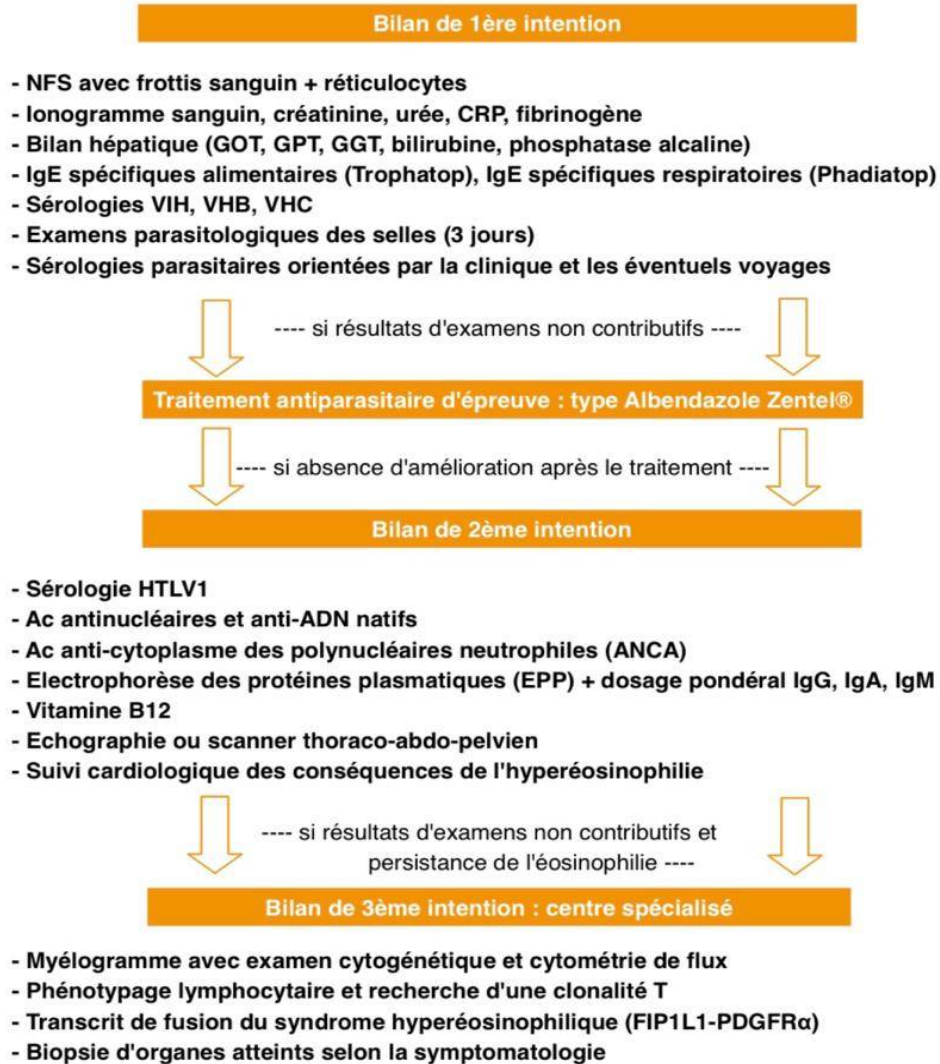 Bilan de 1ère intention
- NFS avec frottis sanguin + réticulocytes
- Ionogramme sanguin, créatinine, urée, CRP, fibrinogène
- Bilan hépatique (GOT, GPT, GGT, bilirubine, phosphatase alcaline)
- IgE spécifiques alimentaires (Trophatop), IgE spécifiques respiratoires (Phadiatop)
- Sérologies VIH, VHB, VHC
- Examens parasitologiques des selles (3 jours)
- Sérologies parasitaires orientées par la clinique et les éventuels voyages
---- si résultats d'examens non contributifs ----
Traitement antiparasitaire d'épreuve : type Albendazole Zentel®
---- si absence d'amélioration après le traitement ----
Bilan de 2ème intention
- Sérologie HTLV1
- Ac antinucléaires et anti-ADN natifs
- Ac anti-cytoplasme des polynucléaires neutrophiles (ANCA)
- Electrophorèse des protéines plasmatiques (EPP) + dosage pondéral IgG, IgA, IgM
- Vitamine B12
- Echographie ou scanner thoraco-abdo-pelvien
- Suivi cardiologique des conséquences de l'hyperéosinophilie
---- si résultats d'examens non contributifs et
persistance de l'éosinophilie ----
Bilan de 3ème intention : centre spécialisé
- Myélogramme avec examen cytogénétique et cytométrie de flux
- Phénotypage lymphocytaire et recherche d'une clonalité T
- Transcrit de fusion du syndrome hyperéosinophilique (FIP1L1-PDGFRα)
- Biopsie d'organes atteints selon la symptomatologie